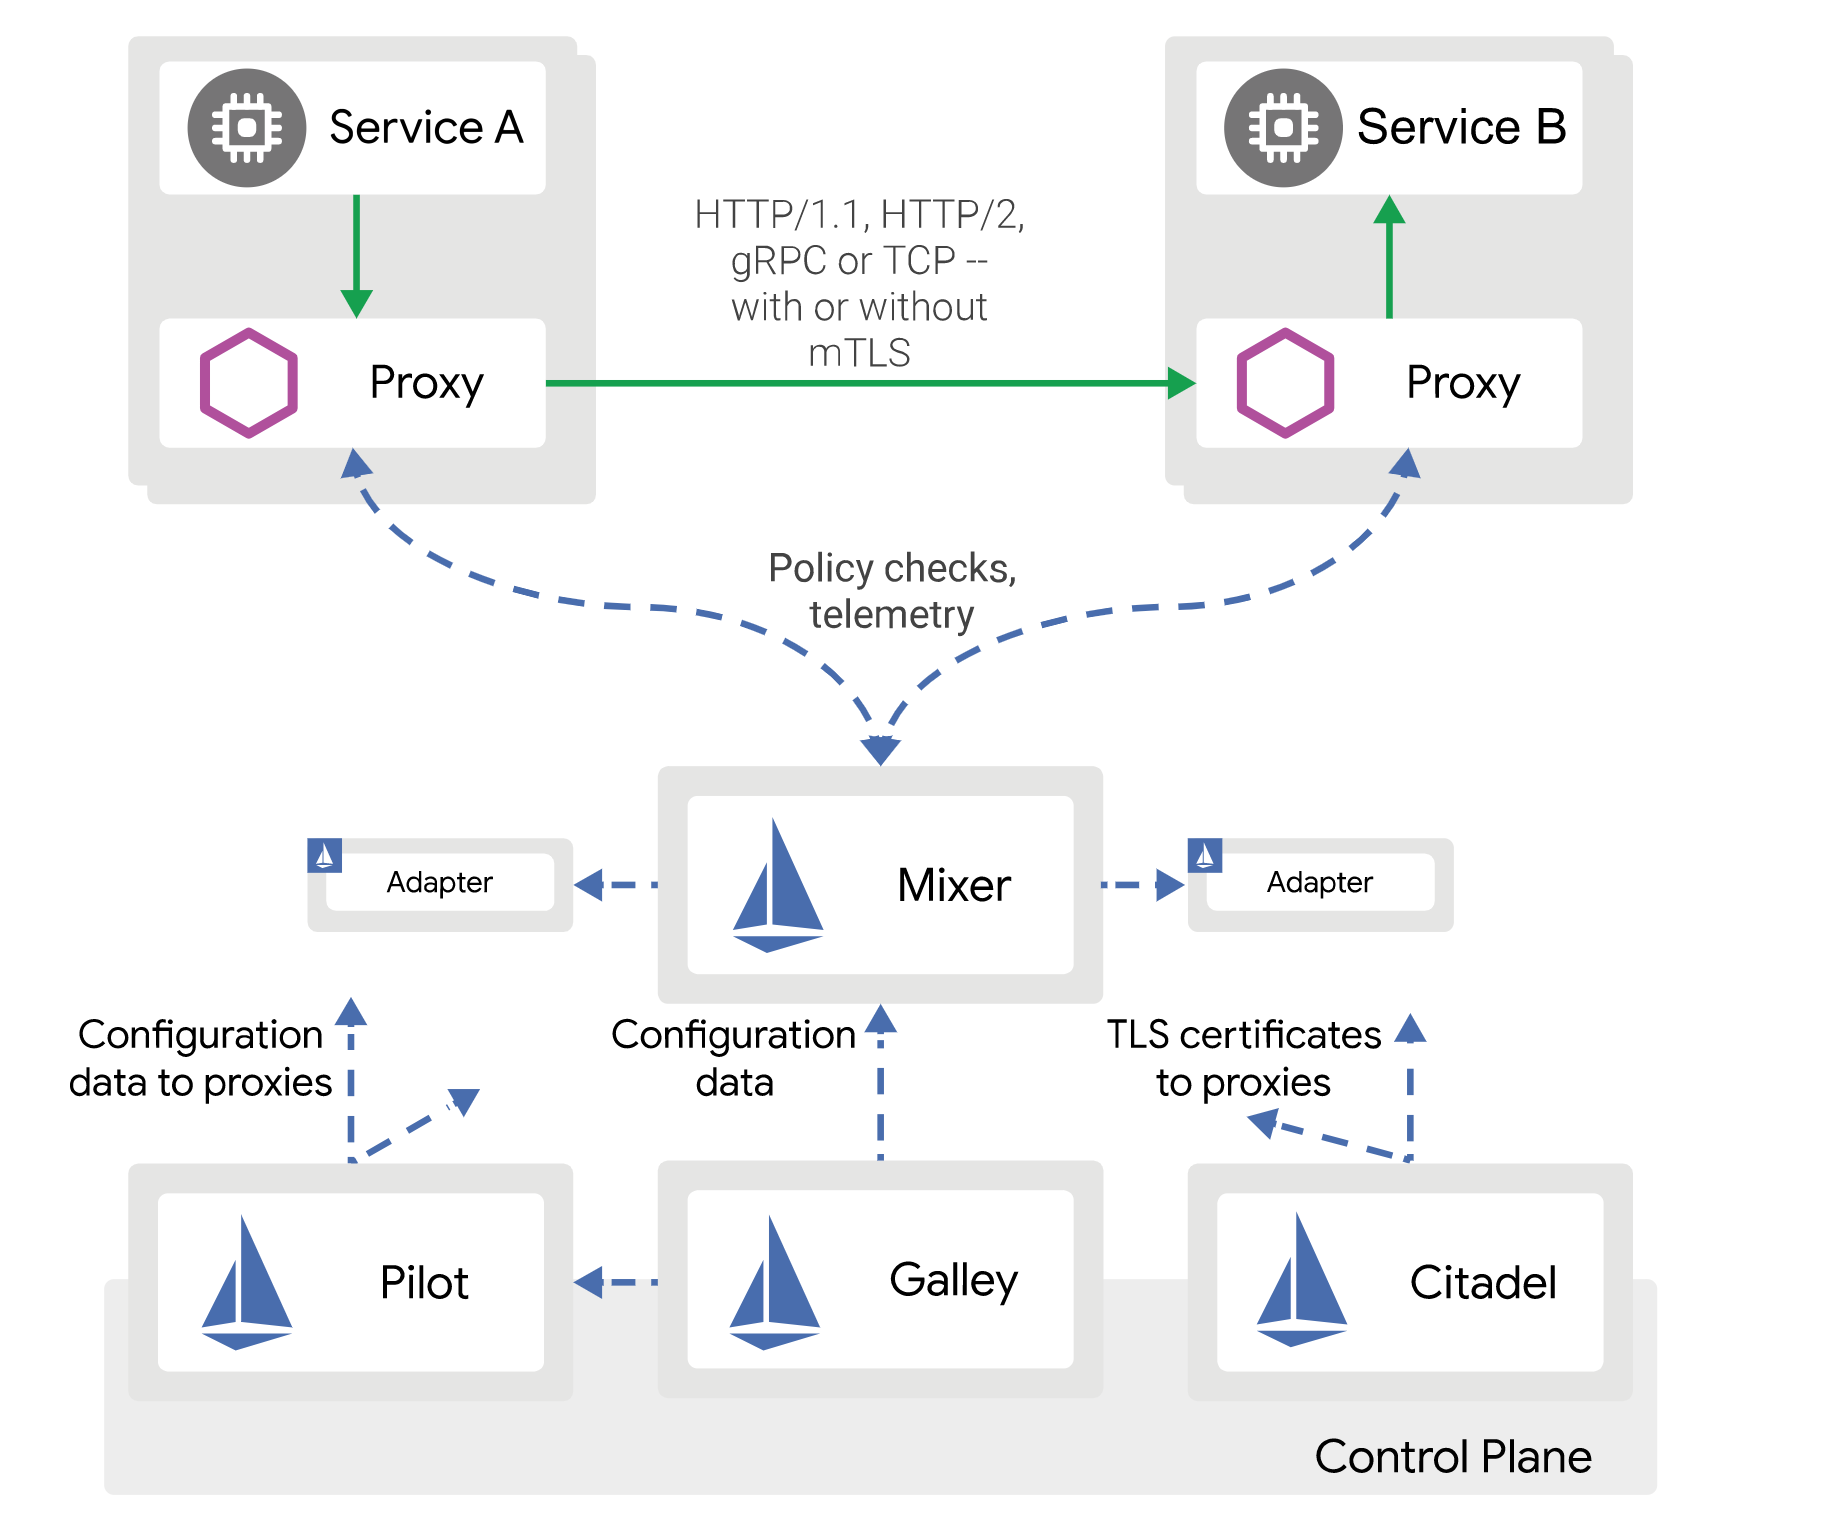 Service A
Service B
HTTP/1.1, HTTP/2,
gRPC or TCP --
with or without
mTLS
Proxy
Proxy
Policy checks,
telemetry
Adapter
Mixer
Adapter
Configuration
data to proxies
Configuration
data
TLS certificates
to proxies
Pilot
Galley
Citadel
Control Plane